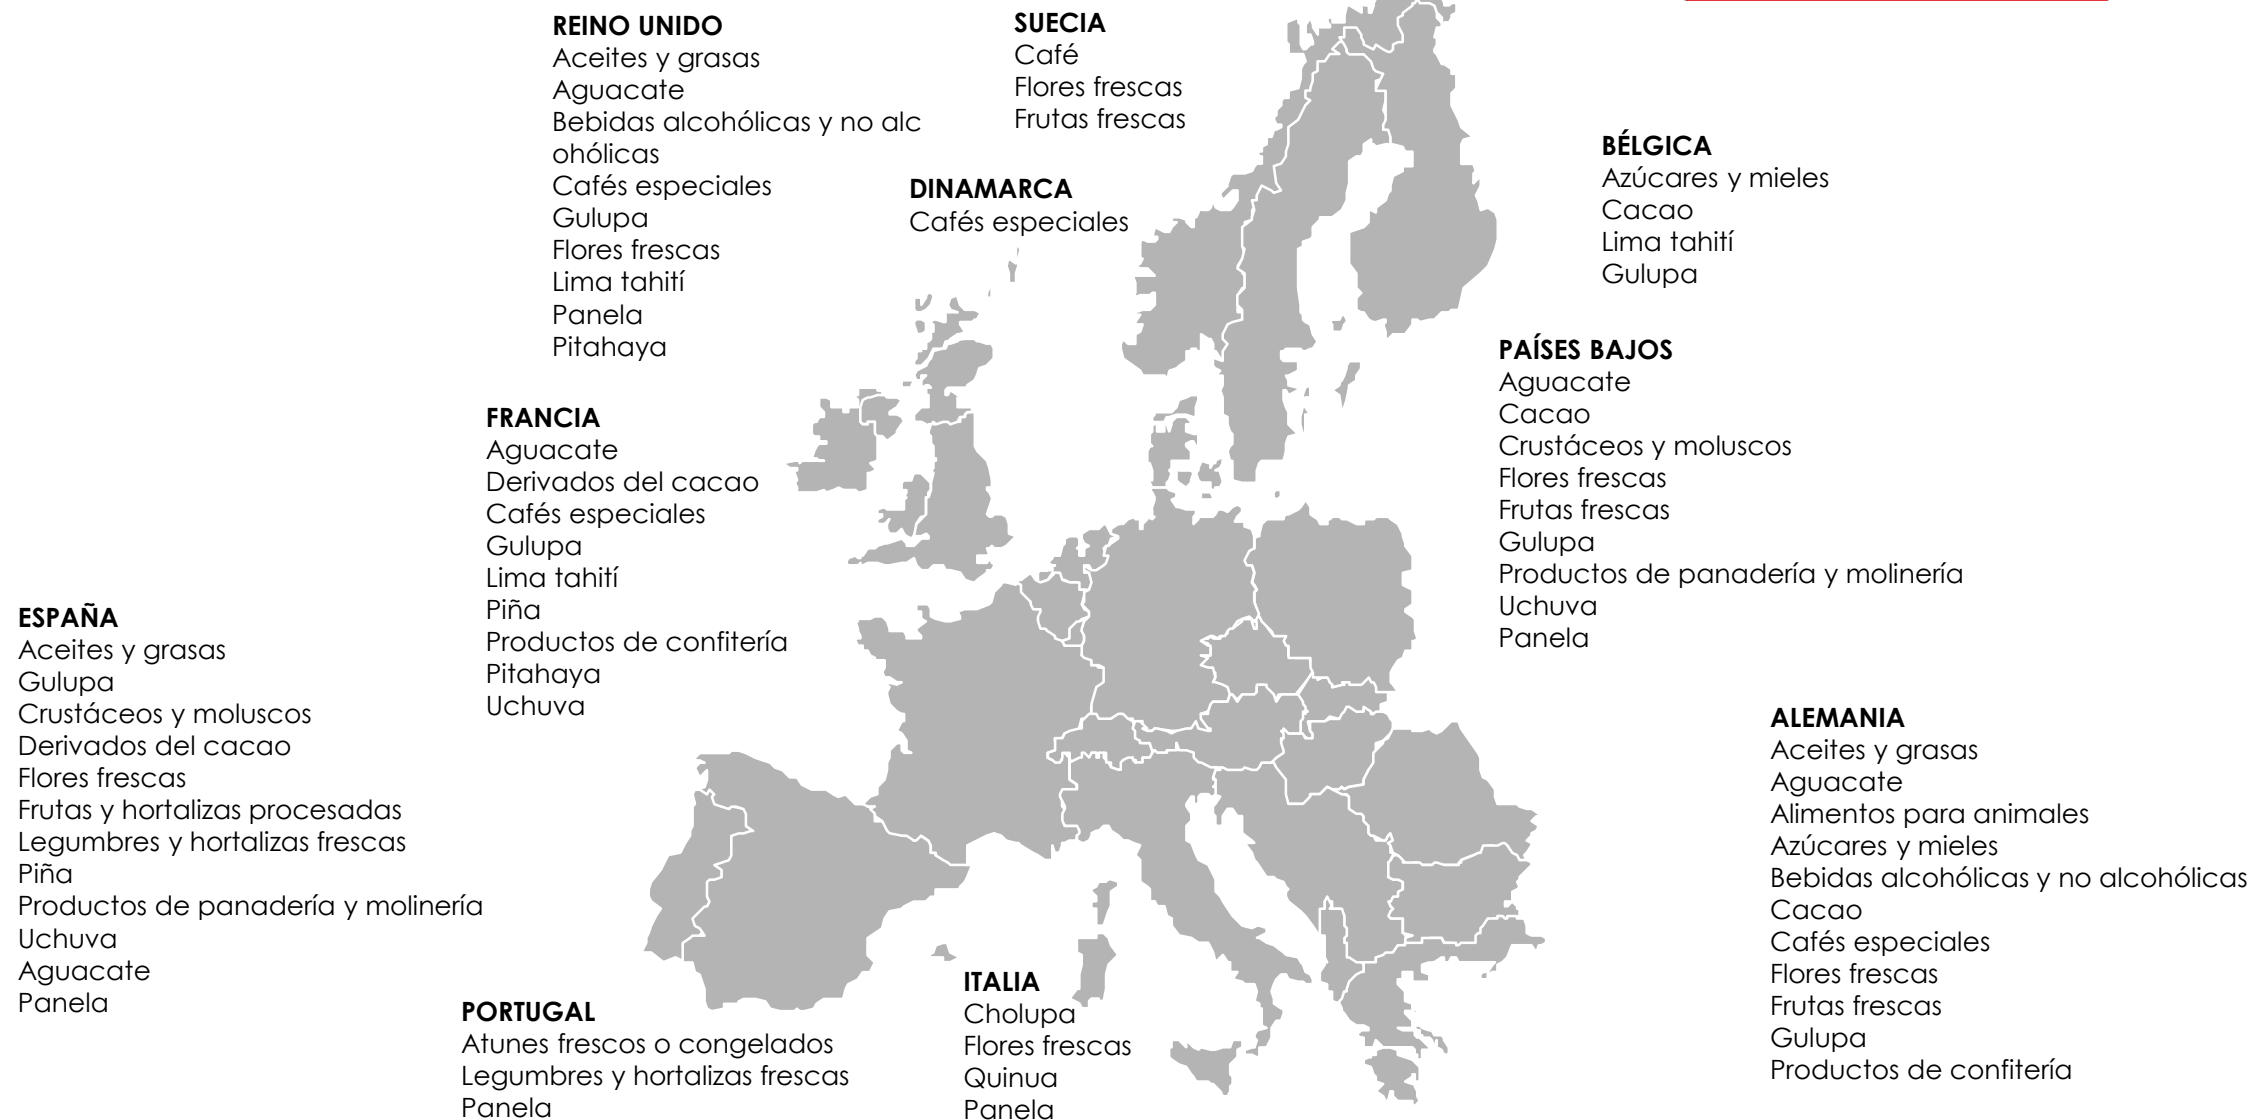 REINO UNIDO
Aceites y grasas
Aguacate
Bebidas alcohólicas y no alc
ohólicas
Cafés especiales
Gulupa
Flores frescas
Lima tahití
Panela
Pitahaya
SUECIA
Café
Flores frescas
Frutas frescas
DINAMARCA
Cafés especiales
BÉLGICA
Azúcares y mieles
Cacao
Lima tahití
Gulupa
PAÍSES BAJOS
Aguacate
Cacao
Crustáceos y moluscos
Flores frescas
Frutas frescas
Gulupa
Productos de panadería y molinería
Uchuva
Panela
FRANCIA
Aguacate
Derivados del cacao
Cafés especiales
Gulupa
Lima tahití
Piña
Productos de confitería
Pitahaya
Uchuva
ESPAÑA
Aceites y grasas
Gulupa
Crustáceos y moluscos
Derivados del cacao
Flores frescas
Frutas y hortalizas procesadas
Legumbres y hortalizas frescas
Piña
Productos de panadería y molinería
Uchuva
Aguacate
Panela
ALEMANIA
Aceites y grasas
Aguacate
Alimentos para animales
Azúcares y mieles
Bebidas alcohólicas y no alcohólicas
Cacao
Cafés especiales
Flores frescas
Frutas frescas
Gulupa
Productos de confitería
PORTUGAL
Atunes frescos o congelados
Legumbres y hortalizas frescas
Panela
ITALIA
Cholupa
Flores frescas
Quinua
Panela